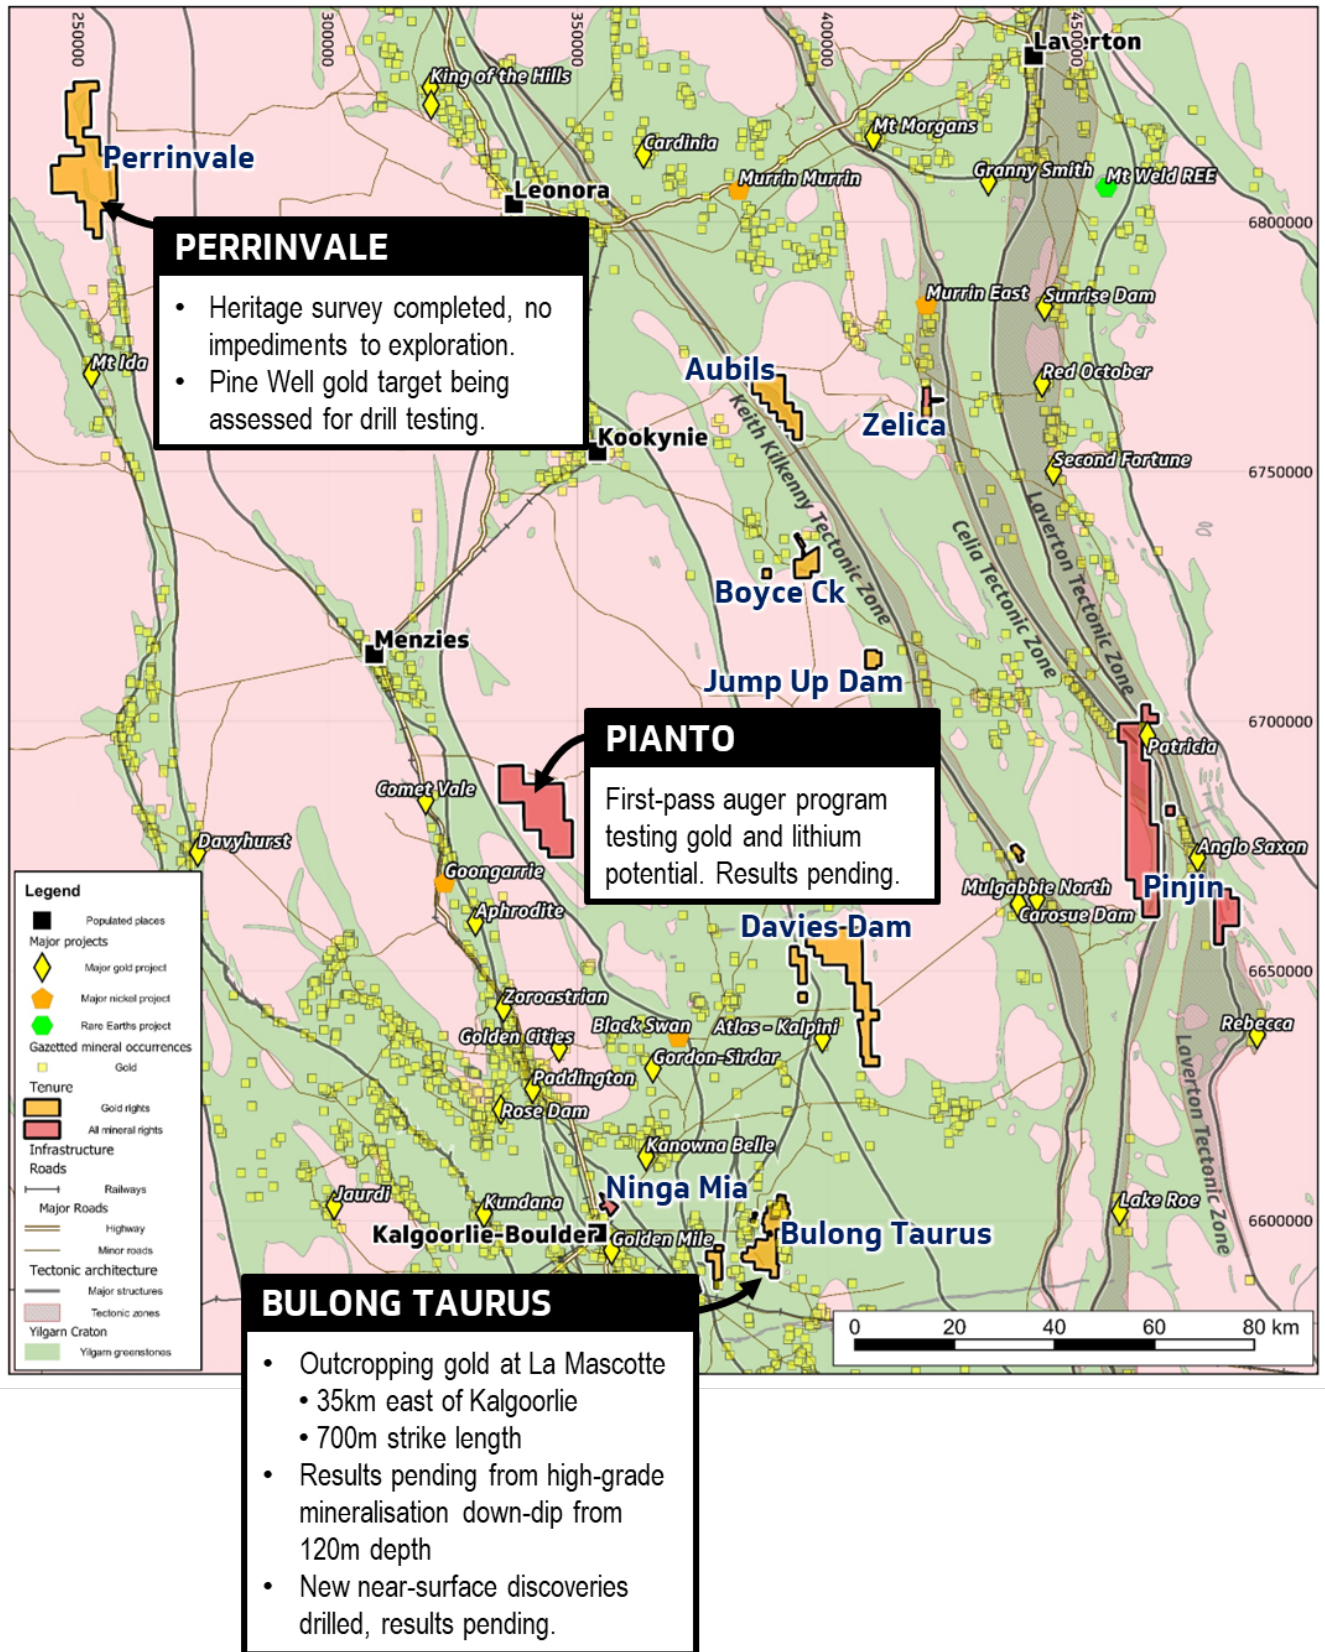 2500000
3000000
3500000
4000000
4500000
Laverton
King of the Hills
Mt Morgans
Cardinia
Perrinvale
Granny Smith
Mt Weld REE
Murrin Murrin
Leonora
6800000
PERRINVALE
• Heritage survey completed, no
impediments to exploration.
• Pine Well gold target being
assessed for drill testing.
Murrin East
Sunrise Dam
Mt Ida
Aubils
Red October
Keith Kilkenny Tectonic Zone
Zelica
Kookynie
Second Fortune
6750000
Laverton Tectonic Zone
Celia Tectonic Zone
Boyce Ck
Menzies
Jump Up Dam
6700000
PIANTO
First-pass auger program
testing gold and lithium
potential. Results pending.
Patricia
Comet Vale
Davyhurst
Anglo Saxon
Goongarrie
Mulgabbie North
Pinjin
Carosue Dam
Aphrodite
Davies Dam
6650000
Zoroastrian
Golden Cities
Black Swan
Atlas - Kalpini
Rebecca
Gordon-Sirdar
Paddington
Rose Dam
Laverton Tectonic Zone
Kanowna Belle
Jaurdi
Kundana
Ninga Mia
Lake Roe
Kalgoorlie-Boulder
Golden Mile
Bulong Taurus
6600000
Legend
Populated places
Major projects
Major gold project
Major nickel project
Rare Earths project
Gazetted mineral occurrences
Gold
Tenure
Gold rights
All mineral rights
Infrastructure
Roads
Railways
Major Roads
Highway
Minor roads
Tectonic architecture
Major structures
Tectonic zones
Yilgarn Craton
Yilgarn greenstones
0 20 40 60 80 km
BULONG TAURUS
• Outcropping gold at La Mascotte
• 35km east of Kalgoorlie
• 700m strike length
• Results pending from high-grade
mineralisation down-dip from
120m depth
• New near-surface discoveries
drilled, results pending.